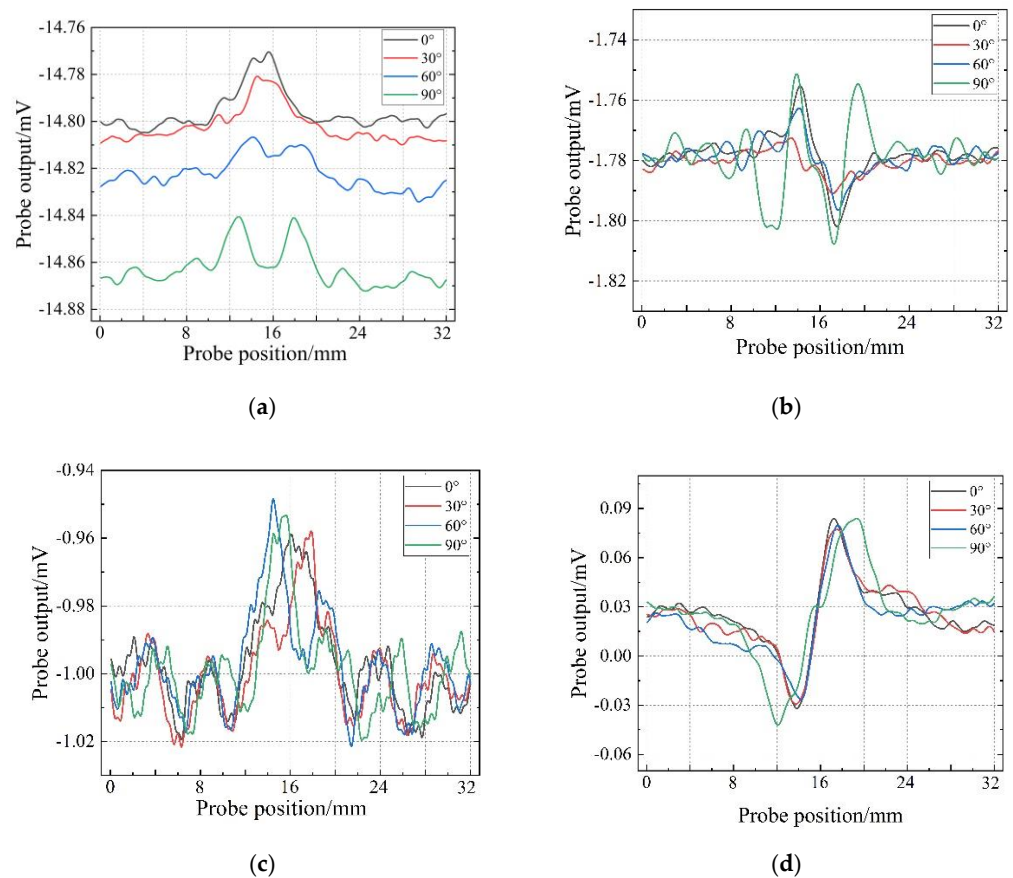 -14.76
-14.78
-14.80
-14.82
-14.84
-14.86
-14.88
Probe output/mV
0 8 16 24 32
Probe position/mm
0°
30°
60°
90°
(a)
-1.74
-1.76
-1.78
-1.80
-1.82
Probe output/mV
0 8 16 24 32
Probe position/mm
0°
30°
60°
90°
(b)
-0.94
-0.96
-0.98
-1.00
-1.02
Probe output/mV
0 8 16 24 32
Probe position/mm
0°
30°
60°
90°
(c)
0.09
0.06
0.03
0.00
-0.03
-0.06
Probe output/mV
0 8 16 24 32
Probe position/mm
0°
30°
60°
90°
(d)